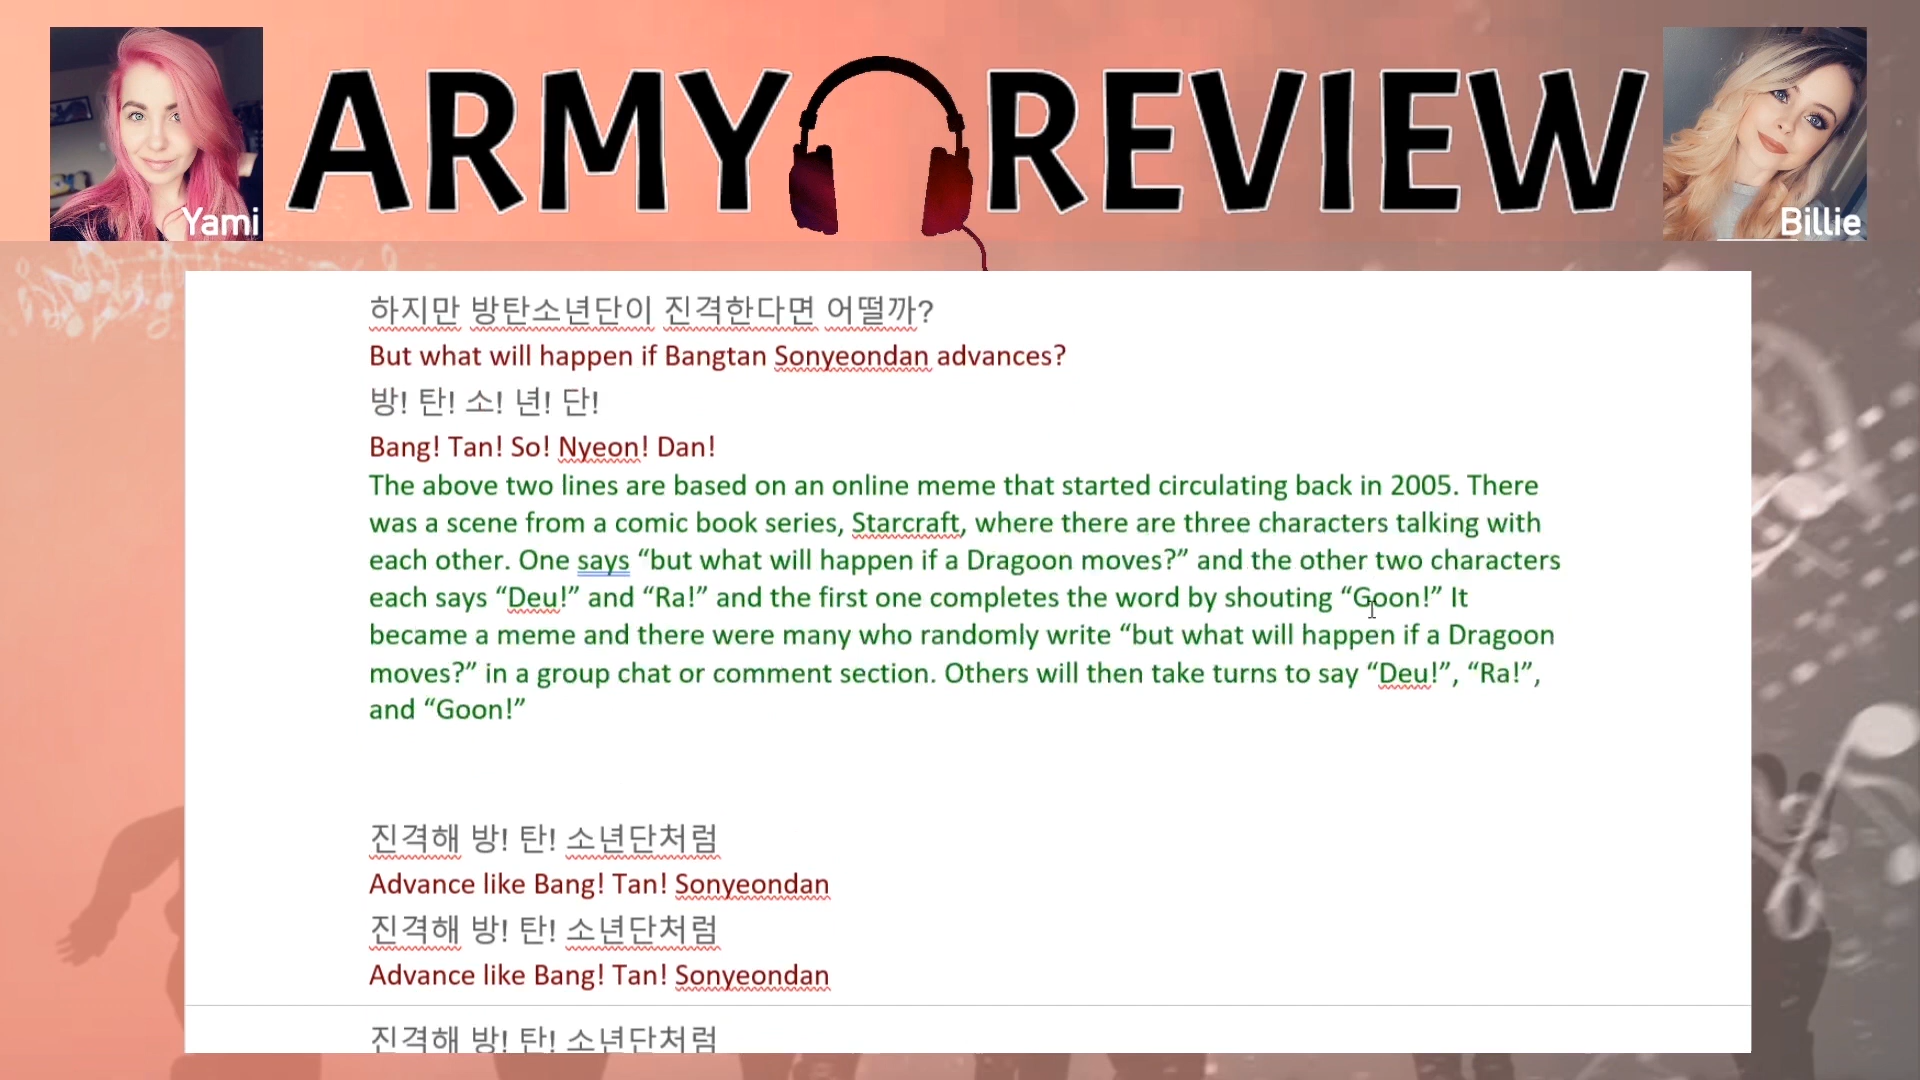 ARMY REVIEW
Yami
Billie
하지만 방탄소년단이 진격한다면 어떨까?
But what will happen if Bangtan Sonyeondan advances?
방! 탄! 소! 년! 단!
Bang! Tan! So! Nyeon! Dan!
The above two lines are based on an online meme that started circulating back in 2005. There
was a scene from a comic book series, Starcraft, where there are three characters talking with
each other. One says “but what will happen if a Dragoon moves?” and the other two characters
each says “Deu!” and “Ra!” and the first one completes the word by shouting “Goon!” It
became a meme and there were many who randomly write “but what will happen if a Dragoon
moves?” in a group chat or comment section. Others will then take turns to say “Deu!”, “Ra!”,
and “Goon!”
진격해 방! 탄! 소년단처럼
Advance like Bang! Tan! Sonyeondan
진격해 방! 탄! 소년단처럼
Advance like Bang! Tan! Sonyeondan
진격해 방! 탄! 소년단처럼